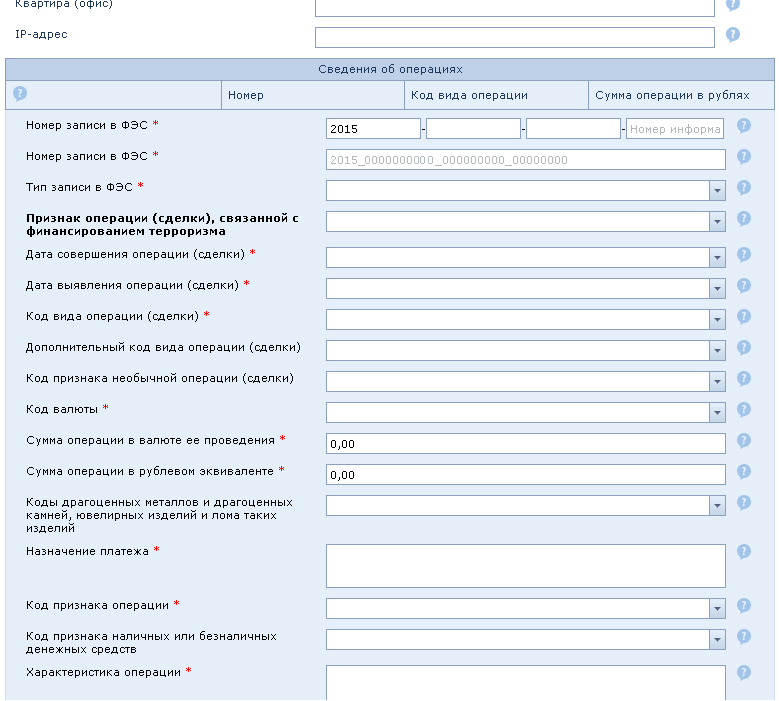 Квартира (офис)
IP-адрес
Сведения об операциях
Номер Код вида операции Сумма операции в рублях
Номер записи в ФЭС * 2015 - - - Номер информа
Номер записи в ФЭС * 2015_0000000000_000000000_00000000
Тип записи в ФЭС *
Признак операции (сделки), связанной с
финансированием терроризма
Дата совершения операции (сделки) *
Дата выявления операции (сделки) *
Код вида операции (сделки) *
Дополнительный код вида операции (сделки)
Код признака необычной операции (сделки)
Код валюты *
Сумма операции в валюте ее проведения * 0,00
Сумма операции в рублевом эквиваленте * 0,00
Коды драгоценных металлов и драгоценных
камней, ювелирных изделий и лома таких
изделий
Назначение платежа *
Код признака операции *
Код признака наличных или безналичных
денежных средств
Характеристика операции *